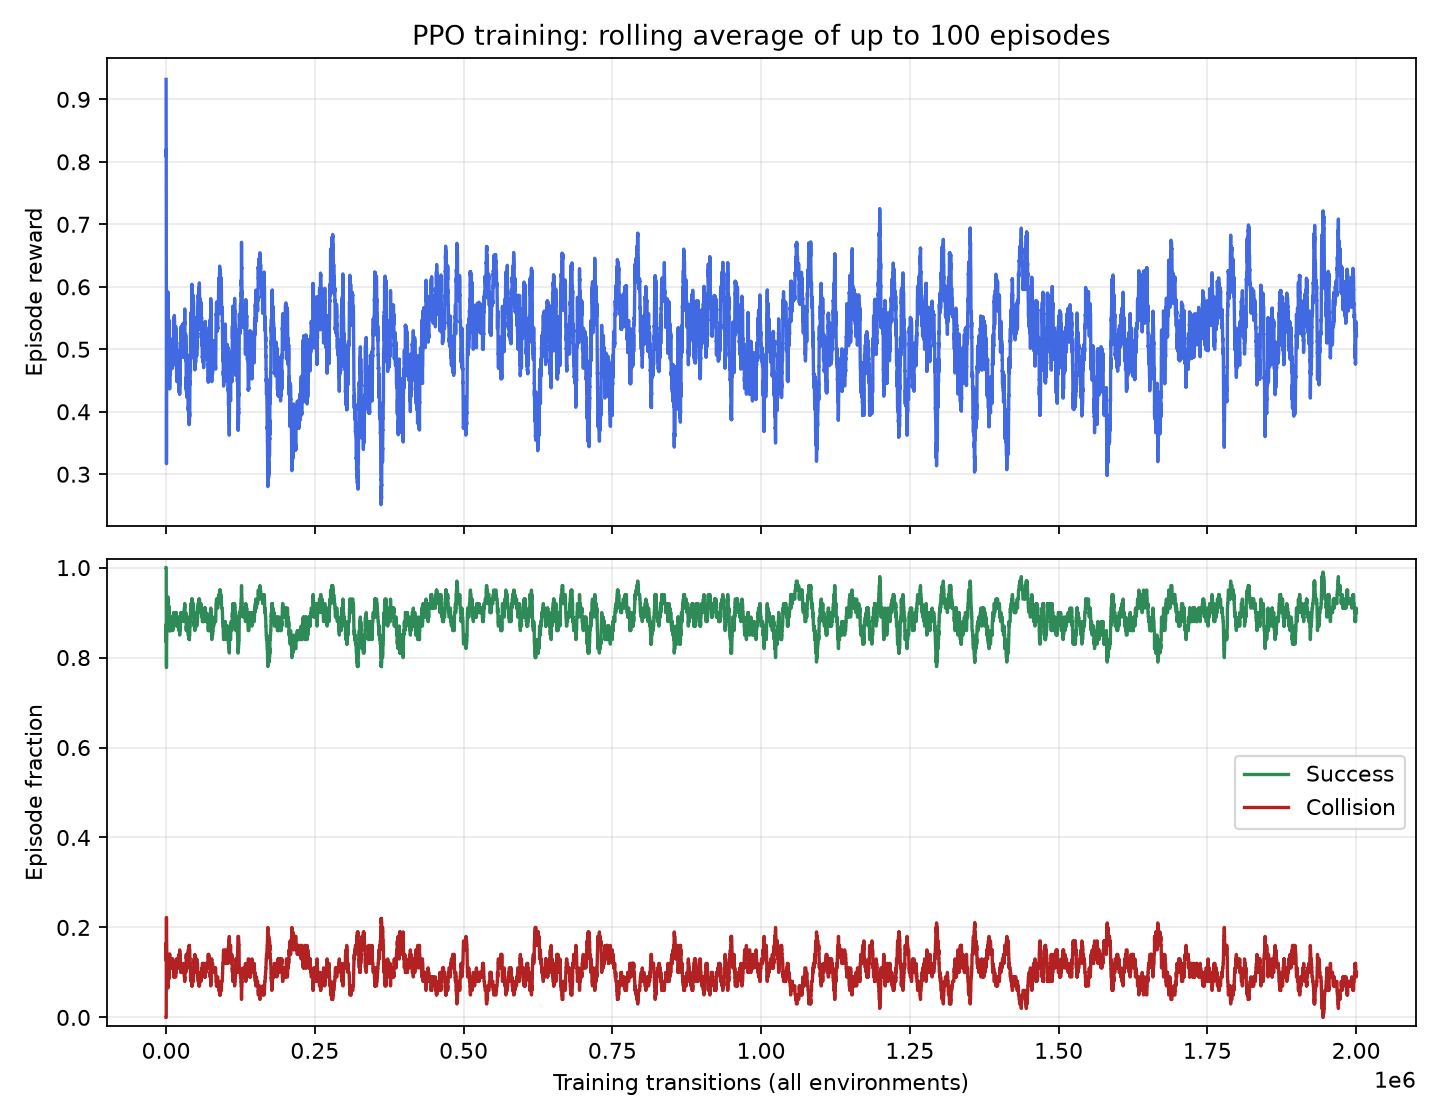 PPO training: rolling average of up to 100 episodes
0.9
0.8
0.7
0.6
0.5
0.4
0.3
Episode reward
1.0
0.8
0.6
0.4
0.2
0.0
Episode fraction
Success
Collision
0.00 0.25 0.50 0.75 1.00 1.25 1.50 1.75 2.00
1e6
Training transitions (all environments)